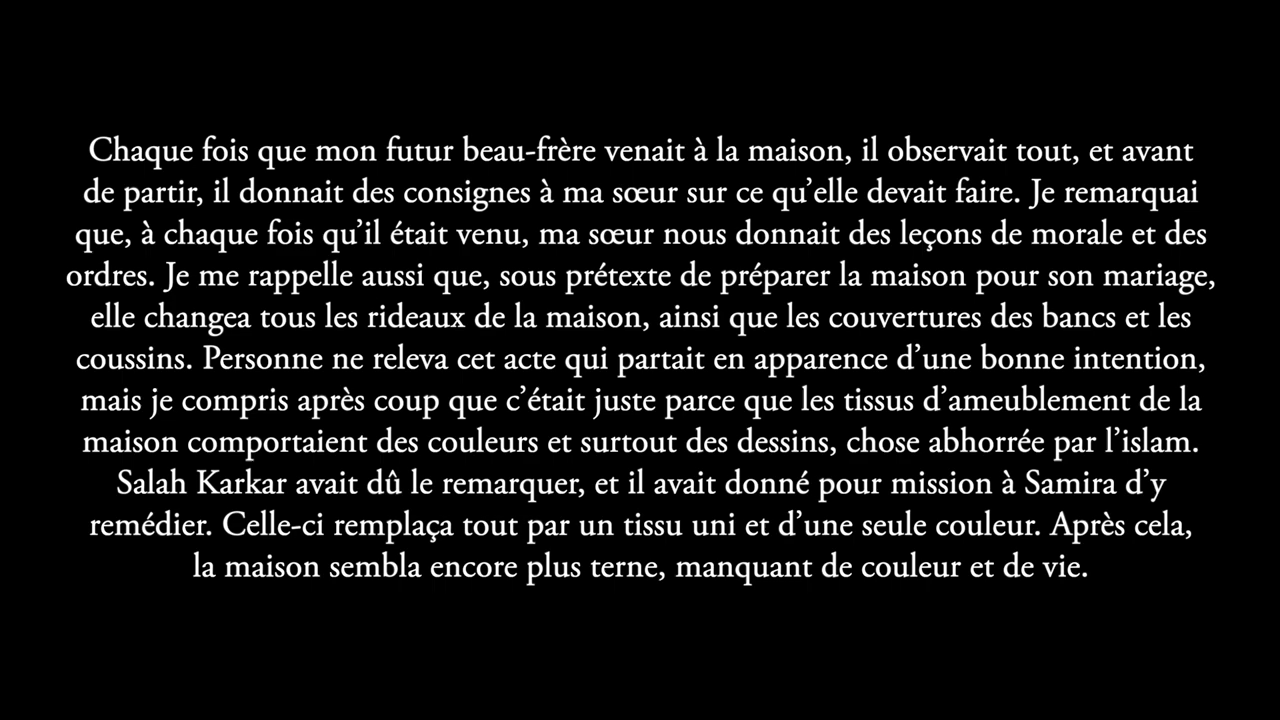 Chaque fois que mon futur beau-frère venait à la maison, il observait tout, et avant
de partir, il donnait des consignes à ma sœur sur ce qu’elle devait faire. Je remarquai
que, à chaque fois qu’il était venu, ma sœur nous donnait des leçons de morale et des
ordres. Je me rappelle aussi que, sous prétexte de préparer la maison pour son mariage,
elle changea tous les rideaux de la maison, ainsi que les couvertures des bancs et les
coussins. Personne ne releva cet acte qui partait en apparence d’une bonne intention,
mais je compris après coup que c’était juste parce que les tissus d’ameublement de la
maison comportaient des couleurs et surtout des dessins, chose abhorrée par l’islam.
Salah Karkar avait dû le remarquer, et il avait donné pour mission à Samira d’y
remédier. Celle-ci remplaça tout par un tissu uni et d’une seule couleur. Après cela,
la maison sembla encore plus terne, manquant de couleur et de vie.